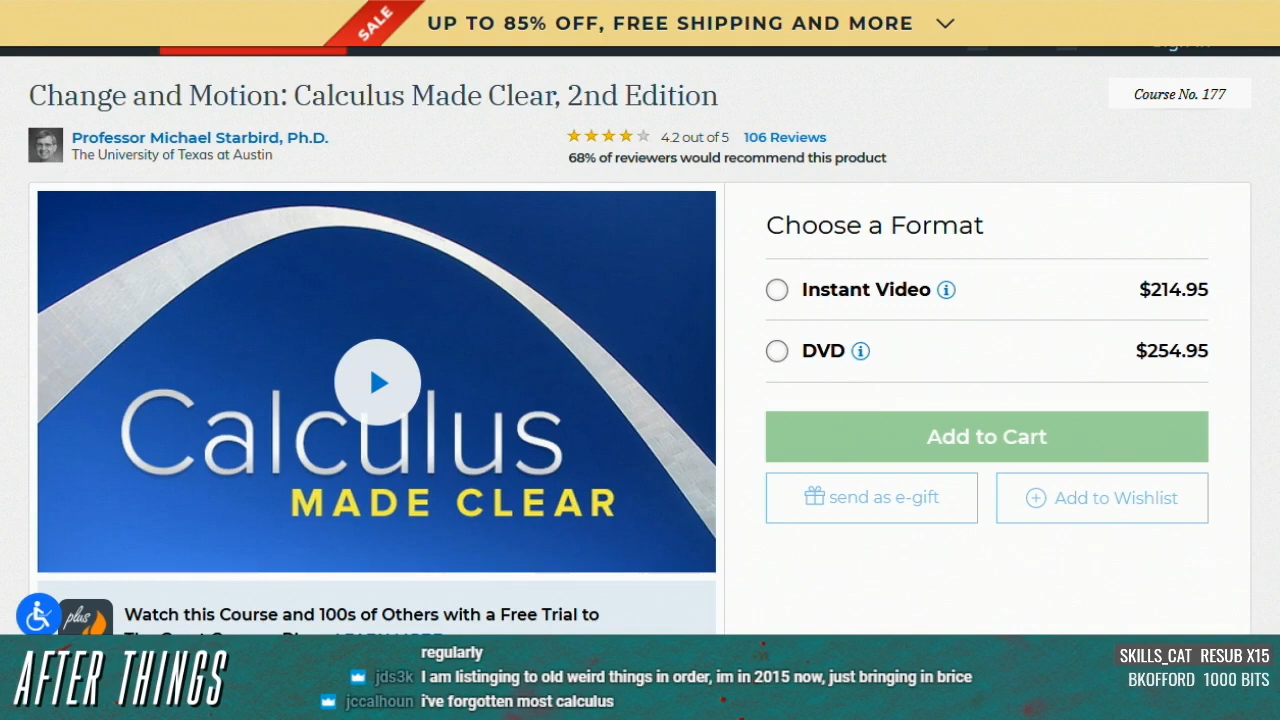 SALE
UP TO 85% OFF, FREE SHIPPING AND MORE
Change and Motion: Calculus Made Clear, 2nd Edition
Course No. 177
Professor Michael Starbird, Ph.D.
The University of Texas at Austin
4.2 out of 5 106 Reviews
68% of reviewers would recommend this product
Calculus
MADE CLEAR
Choose a Format
Instant Video $214.95
DVD $254.95
Add to Cart
send as e-gift
Add to Wishlist
plus
Watch this Course and 100s of Others with a Free Trial to
AFTER THINGS
regularly
jds3k I am listinging to old weird things in order, im in 2015 now, just bringing in brice
jccalhoun i've forgotten most calculus
SKILLS_CAT RESUB X15
BKOFFORD 1000 BITS